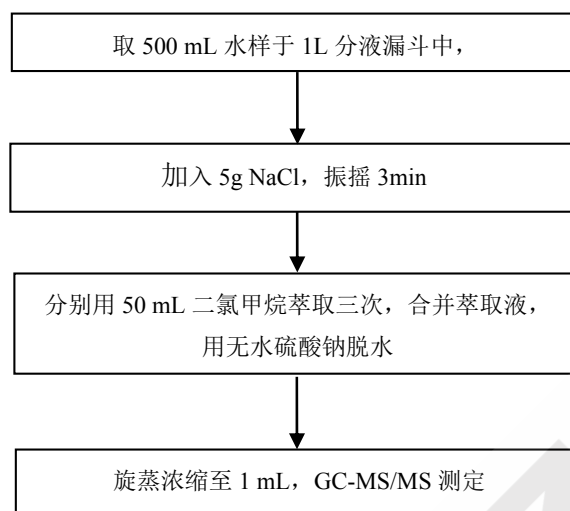 取 500 mL 水样于 1L 分液漏斗中，
加入 5g NaCl，振摇 3min
分别用 50 mL 二氯甲烷萃取三次，合并萃取液，
用无水硫酸钠脱水
旋蒸浓缩至 1 mL，GC-MS/MS 测定